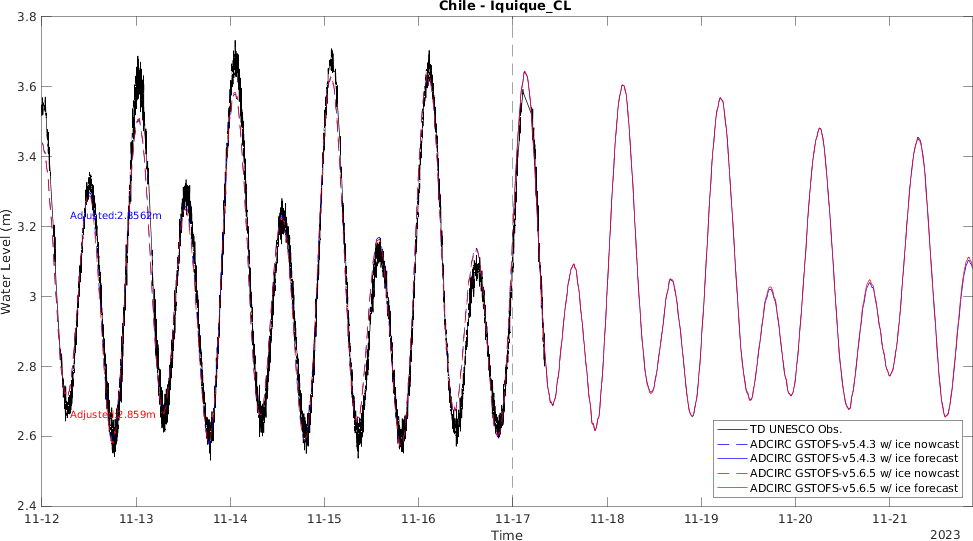 Chile - Iquique_CL
3.8
3.6
3.4
3.2
3
2.8
2.6
2.4
Water Level (m)
Adjusted:2.8562m
Adjusted:2.859m
TD UNESCO Obs.
ADCIRC GSTOFS-v5.4.3 w/ ice nowcast
ADCIRC GSTOFS-v5.4.3 w/ ice forecast
ADCIRC GSTOFS-v5.6.5 w/ ice nowcast
ADCIRC GSTOFS-v5.6.5 w/ ice forecast
11-12 11-13 11-14 11-15 11-16 11-17 11-18 11-19 11-20 11-21
Time
2023